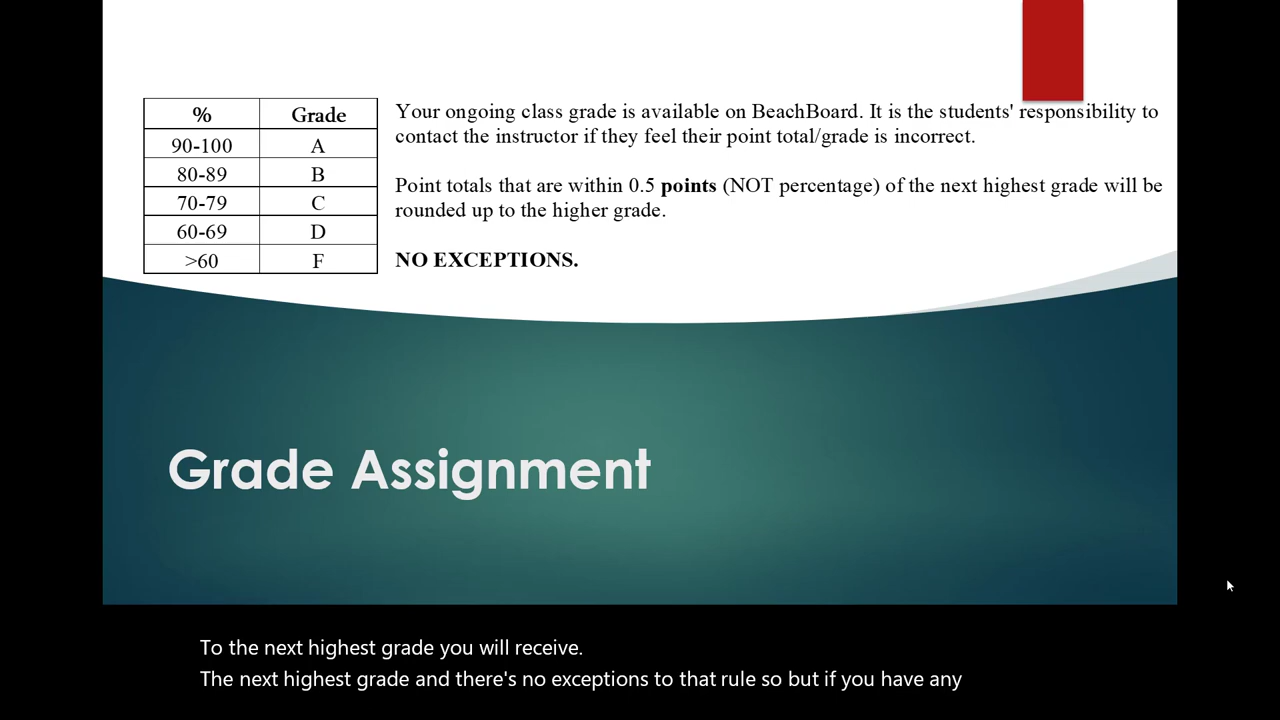 % Grade
90-100 A
80-89 B
70-79 C
60-69 D
>60 F
Your ongoing class grade is available on BeachBoard. It is the students' responsibility to
contact the instructor if they feel their point total/grade is incorrect.
Point totals that are within 0.5 points (NOT percentage) of the next highest grade will be
rounded up to the higher grade.
NO EXCEPTIONS.
Grade Assignment
To the next highest grade you will receive.
The next highest grade and there's no exceptions to that rule so but if you have any